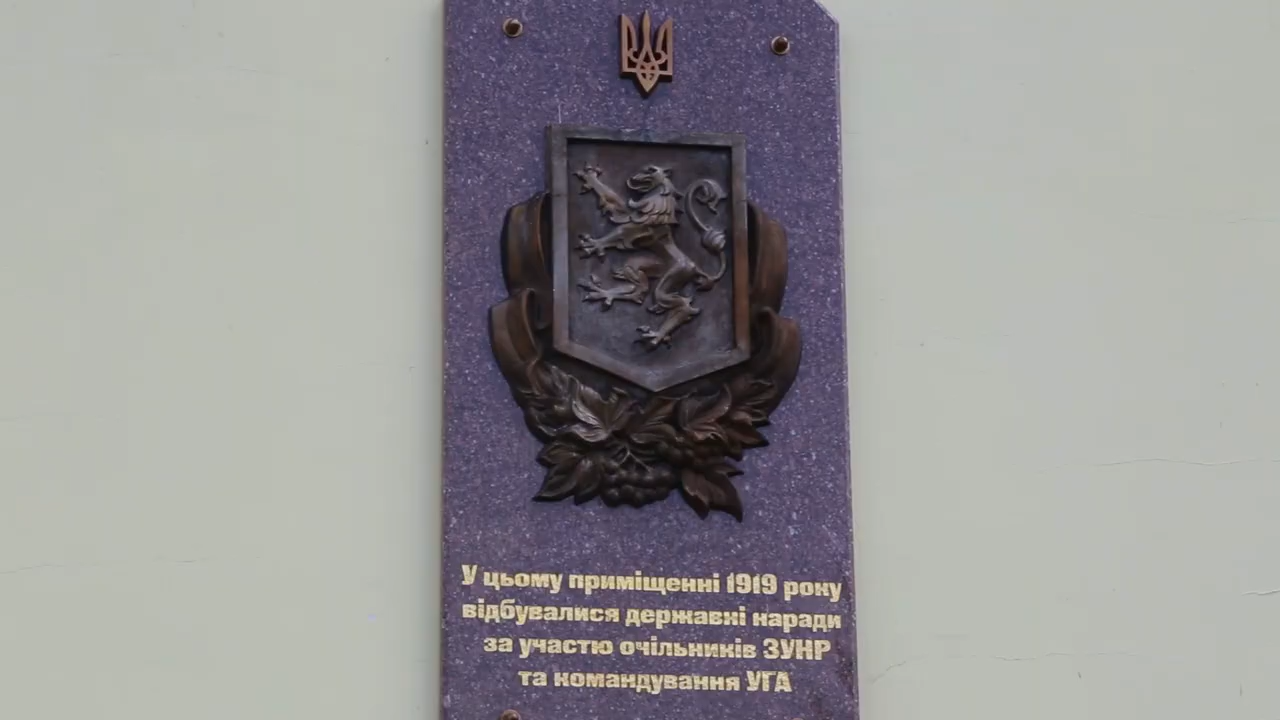 У цьому приміщенні 1919 року
відбувалися державні наради
за участю очільників ЗУНР
та командування УГА